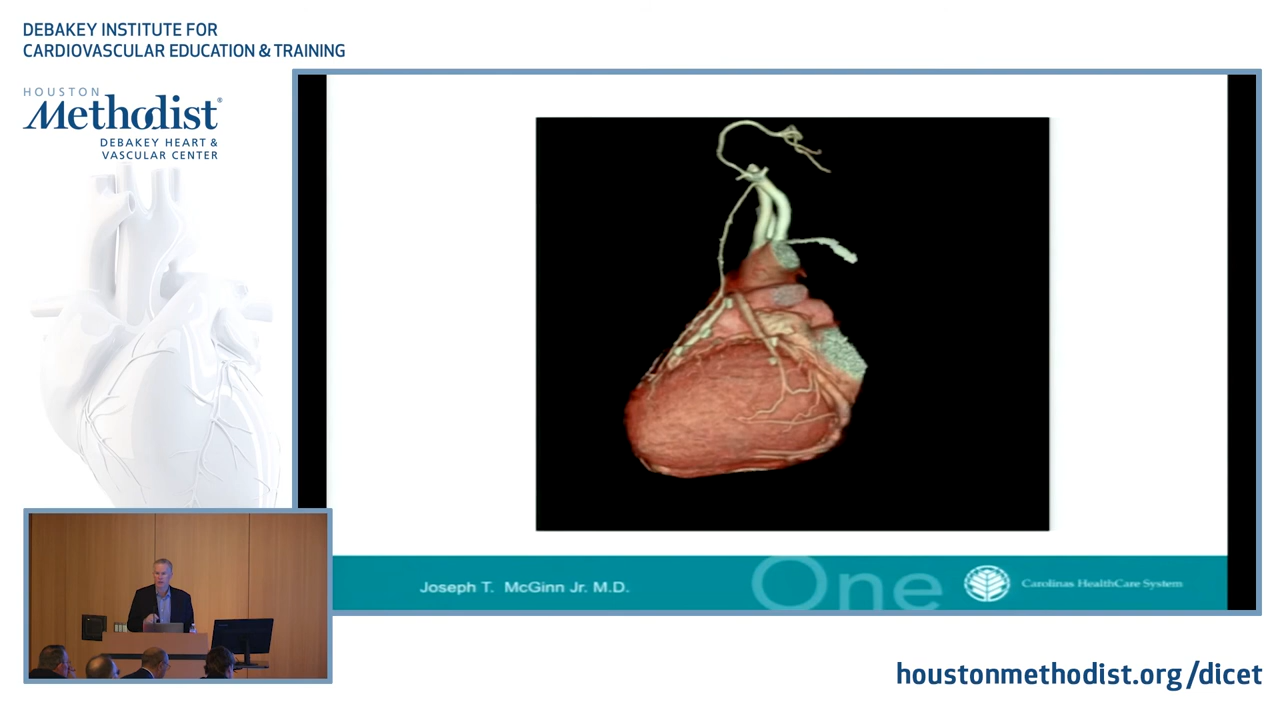 DEBAKEY INSTITUTE FOR
CARDIOVASCULAR EDUCATION & TRAINING
HOUSTON
Methodist®
DEBAKEY HEART &
VASCULAR CENTER
Joseph T. McGinn Jr. M.D.
One
Carolinas HealthCare System
houstonmethodist.org/dicet